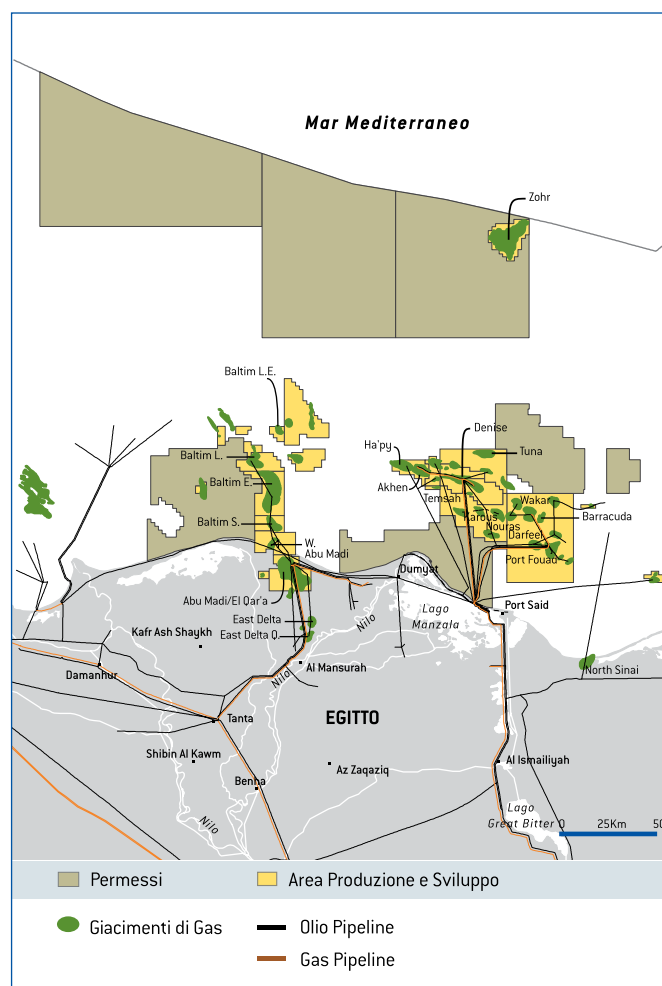 Mar Mediterraneo
Zohr
Baltim L.E.
Denise
Ha'py
Tuna
Baltim L.
Akhen
Baltim E.
Temsah
Wakar
Karous
Barracuda
Baltim S.
Nouras
Darfeel
W.
Abu Madi
Port Fouad
Dumyat
Abu Madi/El Qar'a
Lago
Manzala
Port Said
East Delta
Nilo
Kafr Ash Shaykh
East Delta O.
Al Mansurah
North Sinai
Damanhur
Nilo
Tanta
EGITTO
Shibin Al Kawm
Az Zaqaziq
Al Ismailiyah
Benha
Nilo
Lago
Great Bitter
0 25Km 50
Permessi
Area Produzione e Sviluppo
Giacimenti di Gas
Olio Pipeline
Gas Pipeline